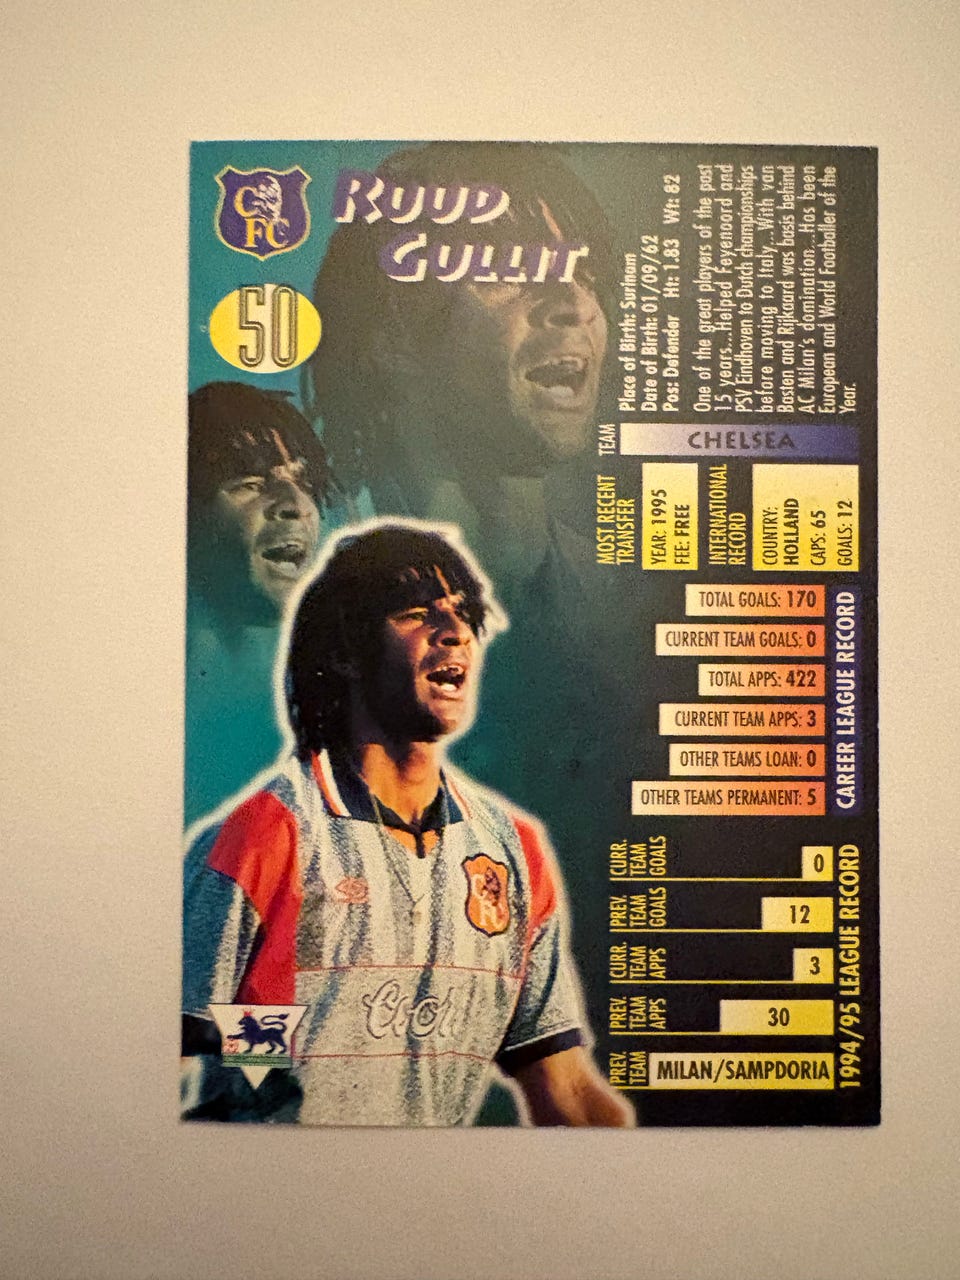 CFC
RUUD
GULLIT
50
Place of Birth: Surinam
Date of Birth: 01/09/62
Pos: Defender Ht: 1.83 Wt: 82
One of the great players of the past
15 years...Helped Feyenoord and
PSV Eindhoven to Dutch championships
before moving to Italy...With van
Basten and Rijkaard was basis behind
AC Milan's domination...Has been
European and World Footballer of the
Year.
TEAM
CHELSEA
MOST RECENT
TRANSFER
YEAR: 1995
FEE: FREE
INTERNATIONAL
RECORD
COUNTRY:
HOLLAND
CAPS: 65
GOALS: 12
TOTAL GOALS: 170
CURRENT TEAM GOALS: 0
TOTAL APPS: 422
CURRENT TEAM APPS: 3
OTHER TEAMS LOAN: 0
OTHER TEAMS PERMANENT: 5
CAREER LEAGUE RECORD
CURR.
TEAM
GOALS
0
PREV.
TEAM
GOALS
12
CURR.
TEAM
APPS
3
PREV.
TEAM
APPS
30
PREV.
TEAM
MILAN/SAMPDORIA
1994/95 LEAGUE RECORD
CFC
Coors